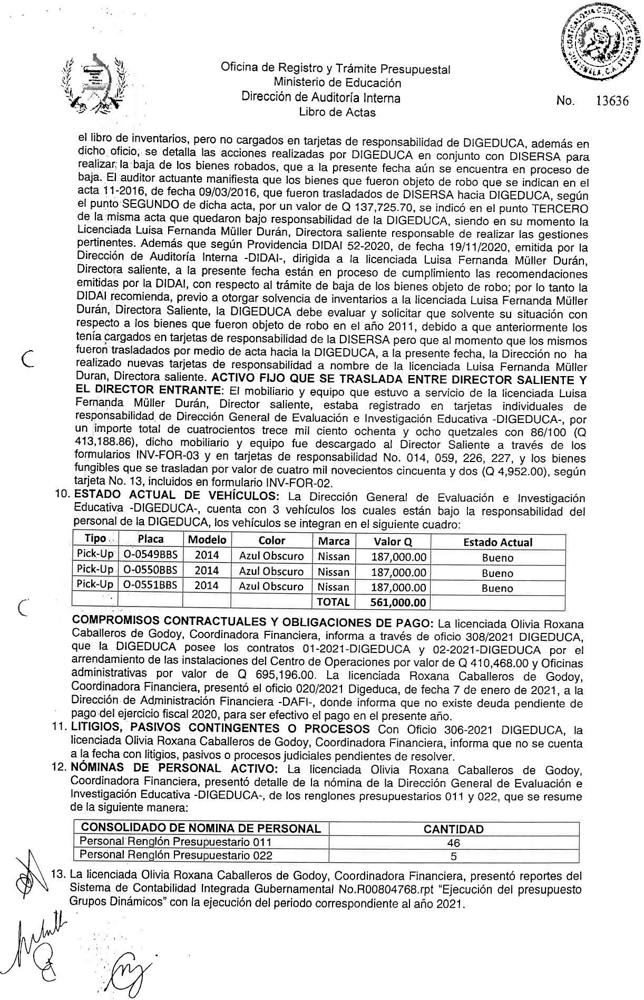 CONTRALORIA GENERAL DE CUENTAS
GUATEMALA, C.A.
Oficina de Registro y Trámite Presupuestal
Ministerio de Educación
Dirección de Auditoría Interna
Libro de Actas
No. 13636
el libro de inventarios, pero no cargados en tarjetas de responsabilidad de DIGEDUCA, además en
dicho oficio, se detalla las acciones realizadas por DIGEDUCA en conjunto con DISERSA para
realizar la baja de los bienes robados, que a la presente fecha aún se encuentra en proceso de
baja. El auditor actuante manifiesta que los bienes que fueron objeto de robo que se indican en el
acta 11-2016, de fecha 09/03/2016, que fueron trasladados de DISERSA hacia DIGEDUCA, según
el punto SEGUNDO de dicha acta, por un valor de Q 137,725.70, se indicó en el punto TERCERO
de la misma acta que quedaron bajo responsabilidad de la DIGEDUCA, siendo en su momento la
Licenciada Luisa Fernanda Müller Durán, Directora saliente responsable de realizar las gestiones
pertinentes. Además que según Providencia DIDAI 52-2020, de fecha 19/11/2020, emitida por la
Dirección de Auditoría Interna -DIDAI-, dirigida a la licenciada Luisa Fernanda Müller Durán,
Directora saliente, a la presente fecha están en proceso de cumplimiento las recomendaciones
emitidas por la DIDAI, con respecto al trámite de baja de los bienes objeto de robo; por lo tanto la
DIDAI recomienda, previo a otorgar solvencia de inventarios a la licenciada Luisa Fernanda Müller
Durán, Directora Saliente, la DIGEDUCA debe evaluar y solicitar que solvente su situación con
respecto a los bienes que fueron objeto de robo en el año 2011, debido a que anteriormente los
tenía cargados en tarjetas de responsabilidad de la DISERSA pero que al momento que los mismos
fueron trasladados por medio de acta hacia la DIGEDUCA, a la presente fecha, la Dirección no ha
realizado nuevas tarjetas de responsabilidad a nombre de la licenciada Luisa Fernanda Müller
Duran, Directora saliente. ACTIVO FIJO QUE SE TRASLADA ENTRE DIRECTOR SALIENTE Y
EL DIRECTOR ENTRANTE: El mobiliario y equipo que estuvo a servicio de la licenciada Luisa
Fernanda Müller Durán, Director saliente, estaba registrado en tarjetas individuales de
responsabilidad de Dirección General de Evaluación e Investigación Educativa -DIGEDUCA-, por
un importe total de cuatrocientos trece mil ciento ochenta y ocho quetzales con 86/100 (Q
413,188.86), dicho mobiliario y equipo fue descargado al Director Saliente a través de los
formularios INV-FOR-03 y en tarjetas de responsabilidad No. 014, 059, 226, 227, y los bienes
fungibles que se trasladan por valor de cuatro mil novecientos cincuenta y dos (Q 4,952.00), según
tarjeta No. 13, incluidos en formulario INV-FOR-02.
10. ESTADO ACTUAL DE VEHÍCULOS: La Dirección General de Evaluación e Investigación
Educativa -DIGEDUCA-, cuenta con 3 vehículos los cuales están bajo la responsabilidad del
personal de la DIGEDUCA, los vehículos se integran en el siguiente cuadro:
Tipo Placa Modelo Color Marca Valor Q Estado Actual
Pick-Up O-0549BBS 2014 Azul Obscuro Nissan 187,000.00 Bueno
Pick-Up O-0550BBS 2014 Azul Obscuro Nissan 187,000.00 Bueno
Pick-Up O-0551BBS 2014 Azul Obscuro Nissan 187,000.00 Bueno
TOTAL 561,000.00
COMPROMISOS CONTRACTUALES Y OBLIGACIONES DE PAGO: La licenciada Olivia Roxana
Caballeros de Godoy, Coordinadora Financiera, informa a través de oficio 308/2021 DIGEDUCA,
que la DIGEDUCA posee los contratos 01-2021-DIGEDUCA y 02-2021-DIGEDUCA por el
arrendamiento de las instalaciones del Centro de Operaciones por valor de Q 410,468.00 y Oficinas
administrativas por valor de Q 695,196.00. La licenciada Roxana Caballeros de Godoy,
Coordinadora Financiera, presentó el oficio 020/2021 Digeduca, de fecha 7 de enero de 2021, a la
Dirección de Administración Financiera -DAFI-, donde informa que no existe deuda pendiente de
pago del ejercicio fiscal 2020, para ser efectivo el pago en el presente año.
11. LITIGIOS, PASIVOS CONTINGENTES O PROCESOS Con Oficio 306-2021 DIGEDUCA, la
licenciada Olivia Roxana Caballeros de Godoy, Coordinadora Financiera, informa que no se cuenta
a la fecha con litigios, pasivos o procesos judiciales pendientes de resolver.
12. NÓMINAS DE PERSONAL ACTIVO: La licenciada Olivia Roxana Caballeros de Godoy,
Coordinadora Financiera, presentó detalle de la nómina de la Dirección General de Evaluación e
Investigación Educativa -DIGEDUCA-, de los renglones presupuestarios 011 y 022, que se resume
de la siguiente manera:
CONSOLIDADO DE NOMINA DE PERSONAL CANTIDAD
Personal Renglón Presupuestario 011 46
Personal Renglón Presupuestario 022 5
13. La licenciada Olivia Roxana Caballeros de Godoy, Coordinadora Financiera, presentó reportes del
Sistema de Contabilidad Integrada Gubernamental No.R00804768.rpt “Ejecución del presupuesto
Grupos Dinámicos” con la ejecución del periodo correspondiente al año 2021.